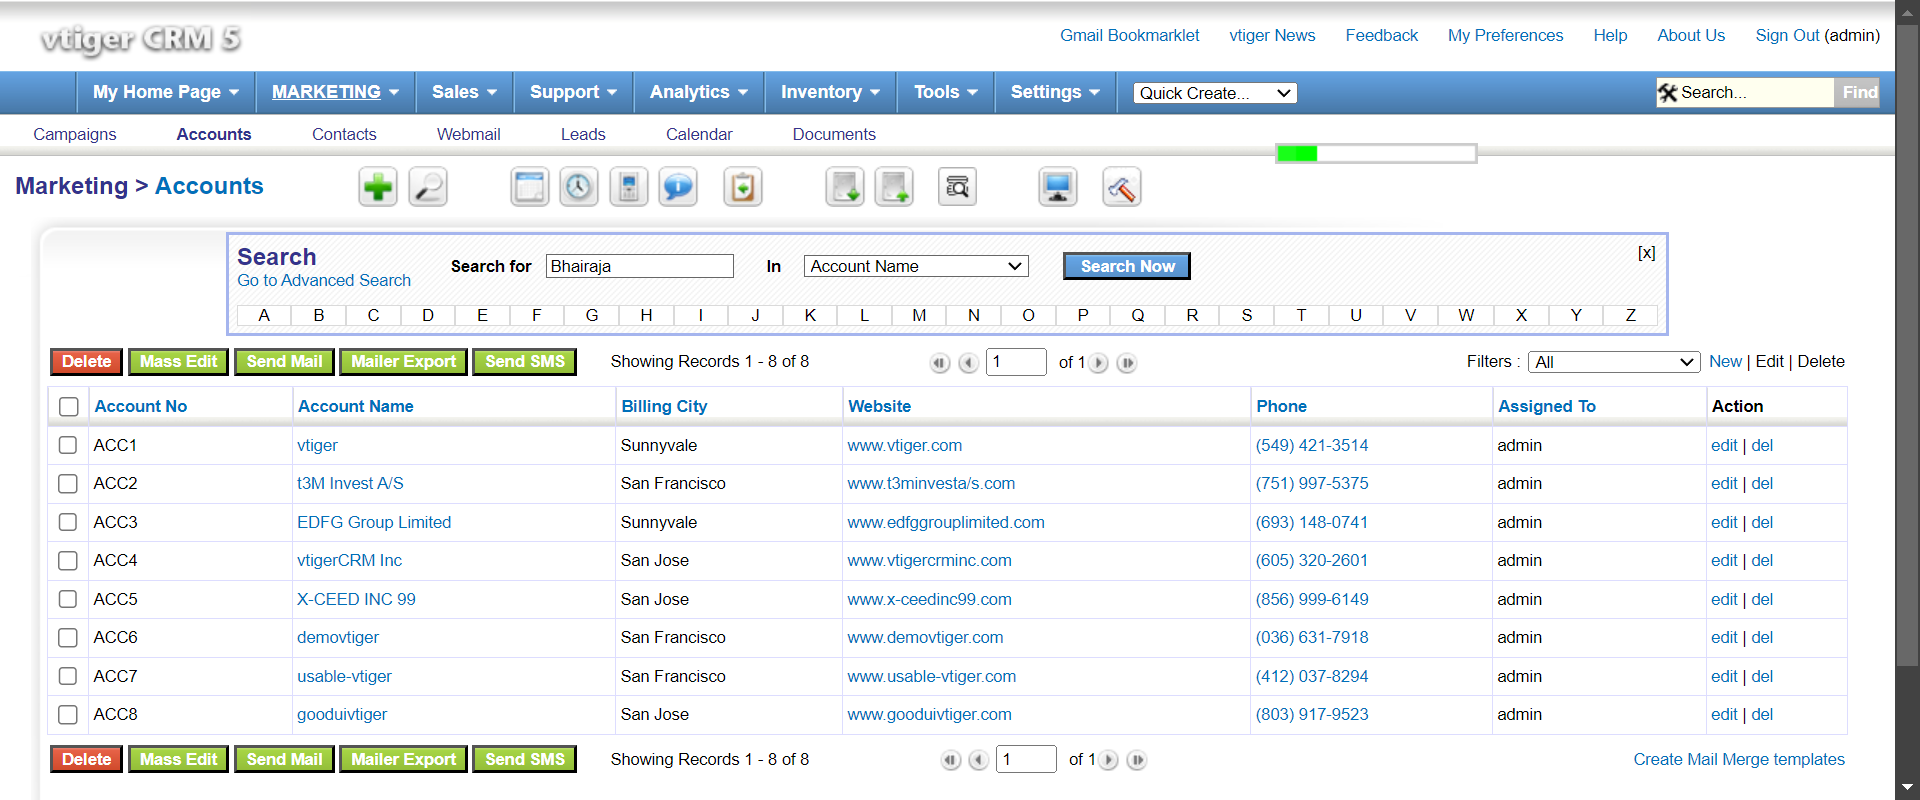 vtiger CRM 5
Gmail Bookmarklet vtiger News Feedback My Preferences Help About Us Sign Out (admin)
My Home Page MARKETING Sales Support Analytics Inventory Tools Settings Quick Create... Search... Find
Campaigns Accounts Contacts Webmail Leads Calendar Documents
Marketing > Accounts
Search
Go to Advanced Search
Search for Bhairaja In Account Name Search Now [x]
A B C D E F G H I J K L M N O P Q R S T U V W X Y Z
Delete Mass Edit Send Mail Mailer Export Send SMS Showing Records 1 - 8 of 8 1 of 1 Filters : All New | Edit | Delete
Account No Account Name Billing City Website Phone Assigned To Action
ACC1 vtiger Sunnyvale www.vtiger.com (549) 421-3514 admin edit | del
ACC2 t3M Invest A/S San Francisco www.t3minvesta/s.com (751) 997-5375 admin edit | del
ACC3 EDFG Group Limited Sunnyvale www.edfggrouplimited.com (693) 148-0741 admin edit | del
ACC4 vtigerCRM Inc San Jose www.vtigercrminc.com (605) 320-2601 admin edit | del
ACC5 X-CEED INC 99 San Jose www.x-ceedinc99.com (856) 999-6149 admin edit | del
ACC6 demovtiger San Francisco www.demovtiger.com (036) 631-7918 admin edit | del
ACC7 usable-vtiger San Francisco www.usable-vtiger.com (412) 037-8294 admin edit | del
ACC8 gooduivtiger San Jose www.gooduivtiger.com (803) 917-9523 admin edit | del
Delete Mass Edit Send Mail Mailer Export Send SMS Showing Records 1 - 8 of 8 1 of 1 Create Mail Merge templates